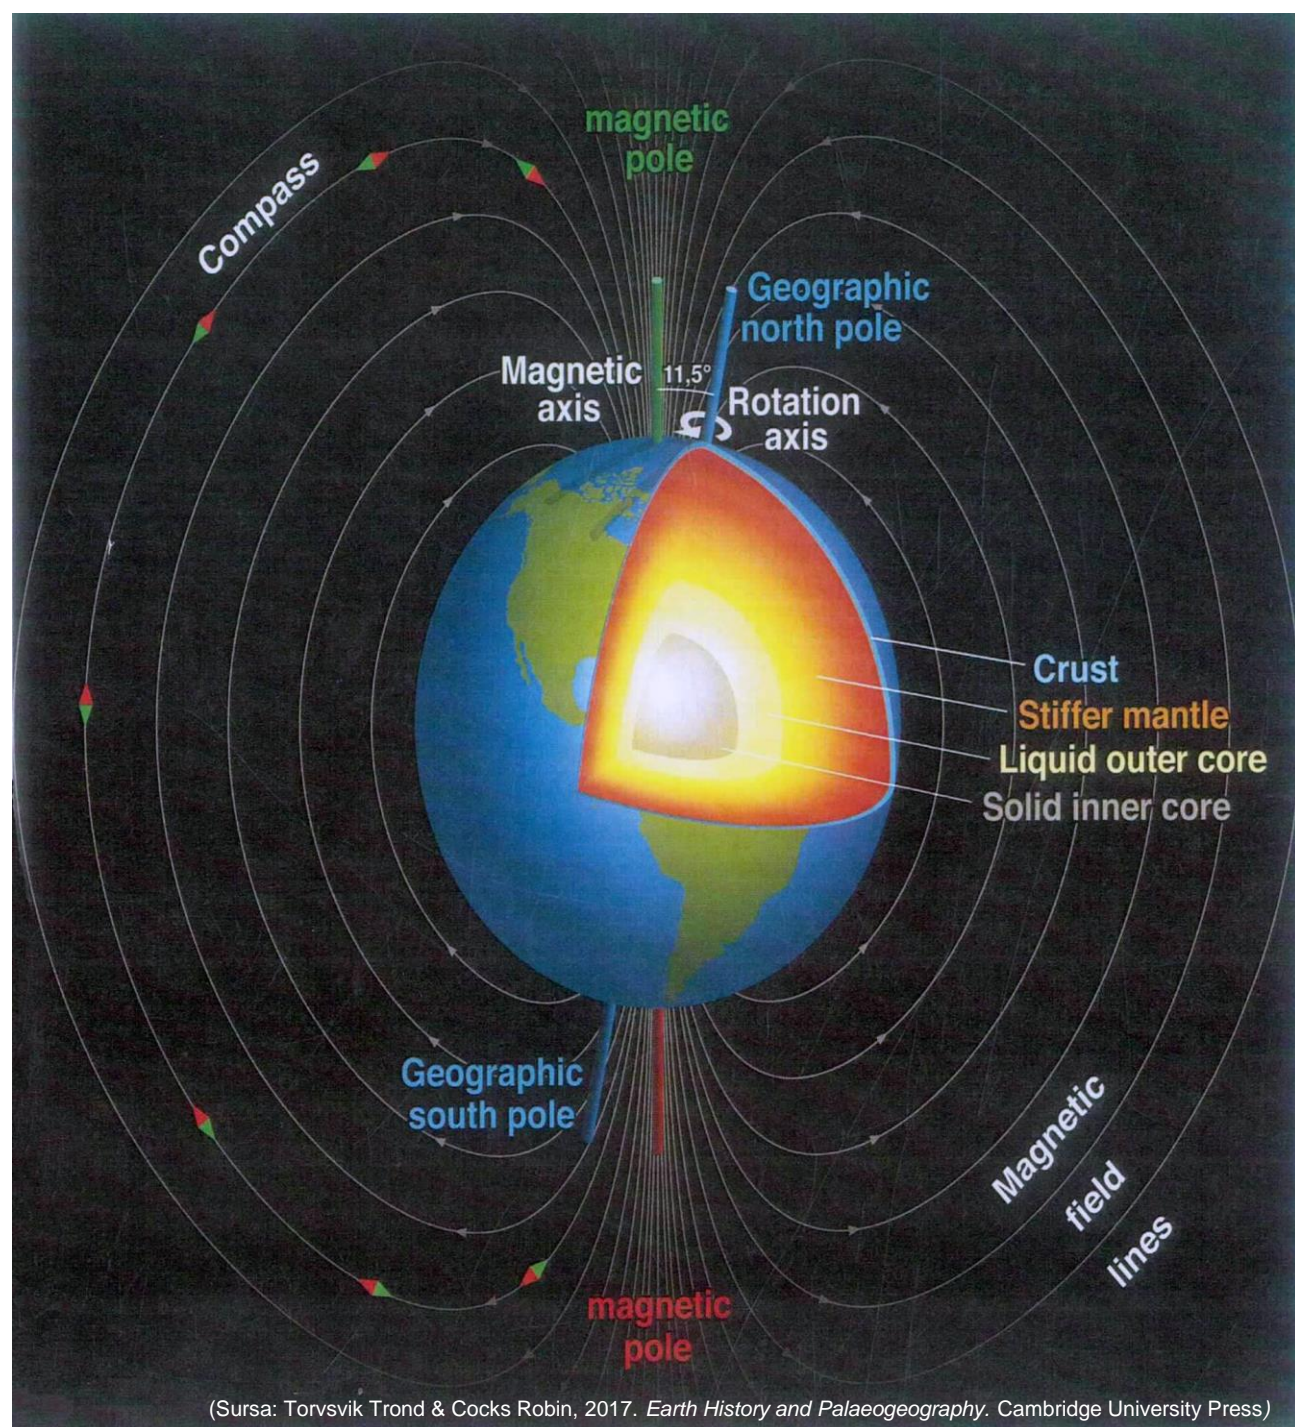 magnetic
pole
Compass
Geographic
north pole
Magnetic
axis
11,5°
Rotation
axis
Crust
Stiffer mantle
Liquid outer core
Solid inner core
Geographic
south pole
Magnetic
field
lines
magnetic
pole
(Sursa: Torvsvik Trond & Cocks Robin, 2017. Earth History and Palaeogeography. Cambridge University Press)